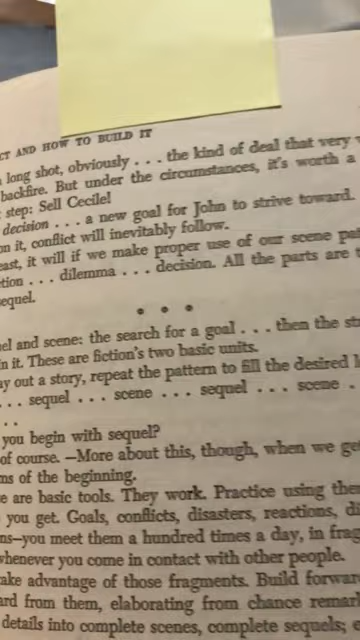 CT AND HOW TO BUILD IT
long shot, obviously . . . the kind of deal that very
backfire. But under the circumstances, it's worth a
step: Sell Cecile!
decision . . . a new goal for John to strive toward.
on it, conflict will inevitably follow.
east, it will if we make proper use of our scene pat
tion . . . dilemma . . . decision. All the parts are t
equel.
• • •
el and scene: the search for a goal . . . then the str
in it. These are fiction's two basic units.
ay out a story, repeat the pattern to fill the desired l
. . . sequel . . . scene . . . sequel . . . scene .
. .
you begin with sequel?
of course. —More about this, though, when we get
ms of the beginning.
e are basic tools. They work. Practice using them
you get. Goals, conflicts, disasters, reactions, di
ns—you meet them a hundred times a day, in frag
whenever you come in contact with other people.
ake advantage of those fragments. Build forward
ard from them, elaborating from chance remark
details into complete scenes, complete sequels;